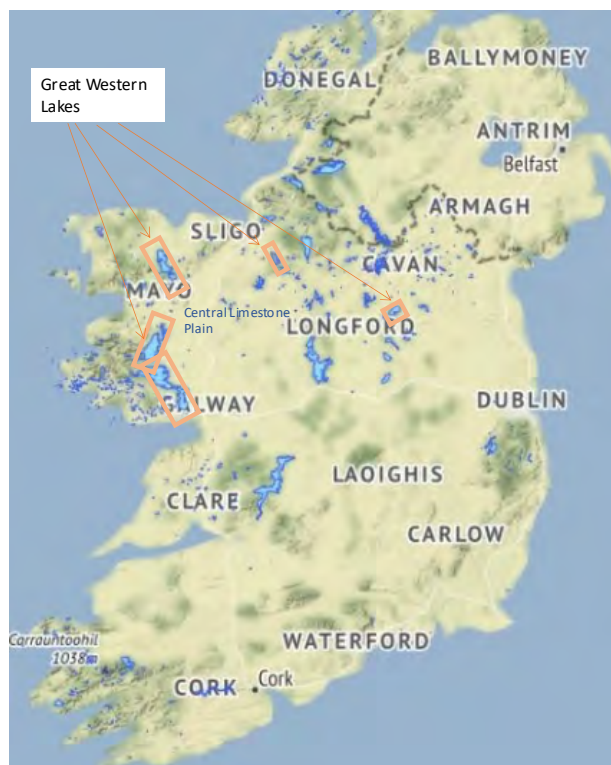 BALLYMONEY
DONEGAL
Great Western
Lakes
ANTRIM
Belfast
ARMAGH
SLIGO
CAVAN
MAYO
Central Limestone
Plain
LONGFORD
GALWAY
DUBLIN
LAOIGHIS
CLARE
CARLOW
WATERFORD
Carrauntoohil
1038
CORK
Cork